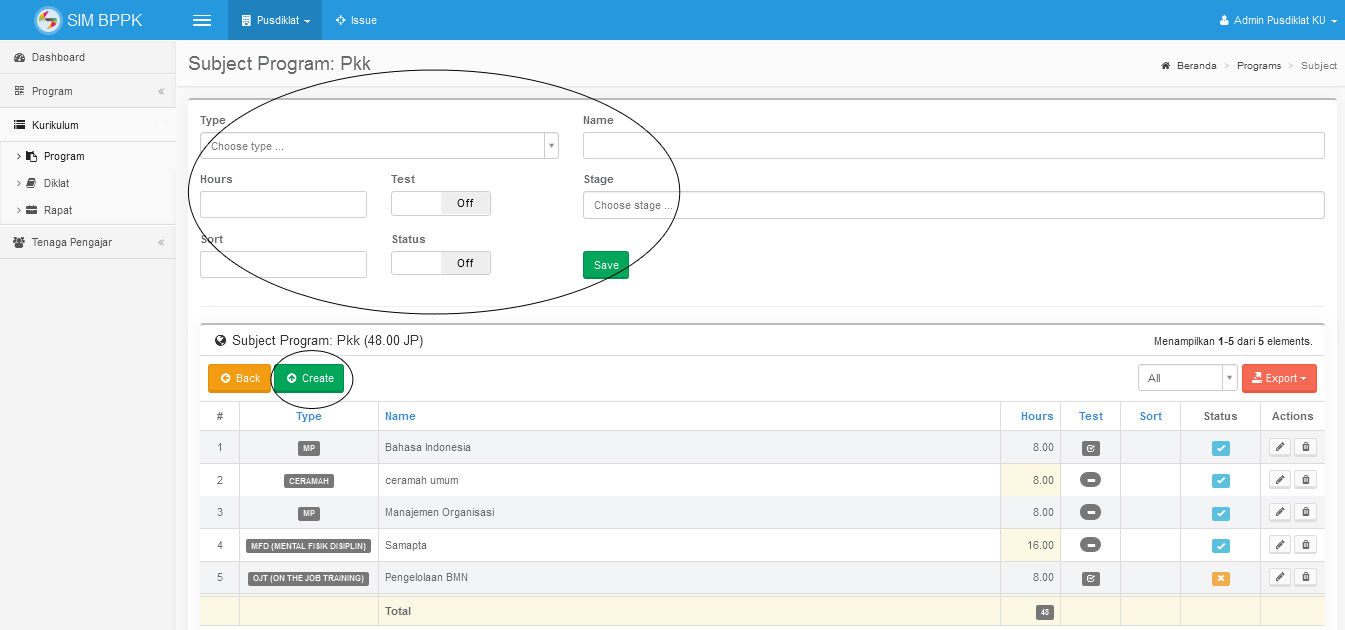 SIM BPPK Pusdiklat Issue Admin Pusdiklat KU
Dashboard
Program
Kurikulum
Program
Diklat
Rapat
Tenaga Pengajar
Subject Program: Pkk
Beranda > Programs > Subject
Type Name
Choose type ...
Hours Test Stage
Off Choose stage ...
Sort Status
Off Save
Subject Program: Pkk (48.00 JP) Menampilkan 1-5 dari 5 elements.
Back Create All Export
# Type Name Hours Test Sort Status Actions
1 MP Bahasa Indonesia 8.00
2 CERAMAH ceramah umum 8.00
3 MP Manajemen Organisasi 8.00
4 MFD (MENTAL FISIK DISIPLIN) Samapta 16.00
5 OJT (ON THE JOB TRAINING) Pengelolaan BMN 8.00
Total 48